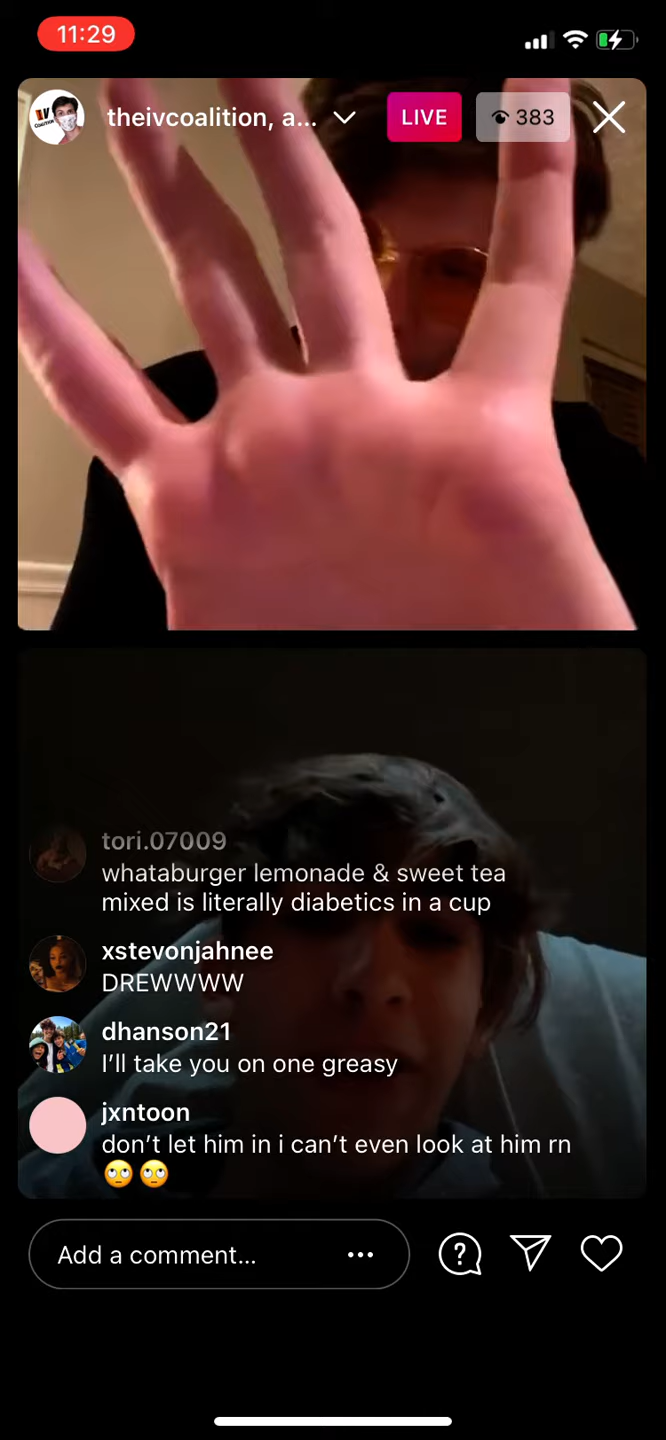 11:29
theivcoalition, a...
LIVE
383
tori.07009
whataburger lemonade & sweet tea
mixed is literally diabetics in a cup
xstevonjahnee
DREWWWW
dhanson21
I'll take you on one greasy
jxntoon
don't let him in i can't even look at him rn
🙄 🙄
Add a comment...